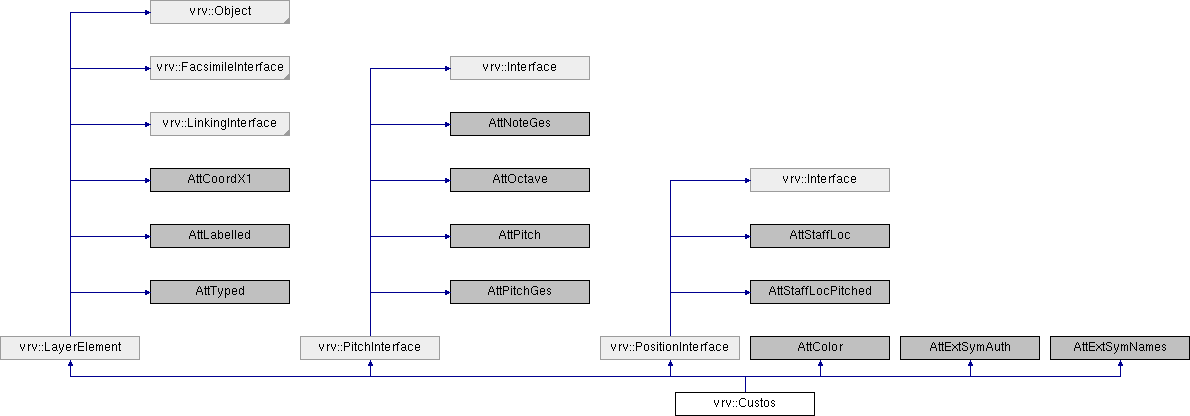 vrv::Object
vrv::FacsimileInterface
vrv::Interface
vrv::LinkingInterface
AttNoteGes
AttCoordX1
AttOctave
vrv::Interface
AttLabelled
AttPitch
AttStaffLoc
AttTyped
AttPitchGes
AttStaffLocPitched
vrv::LayerElement
vrv::PitchInterface
vrv::PositionInterface
AttColor
AttExtSymAuth
AttExtSymNames
vrv::Custos